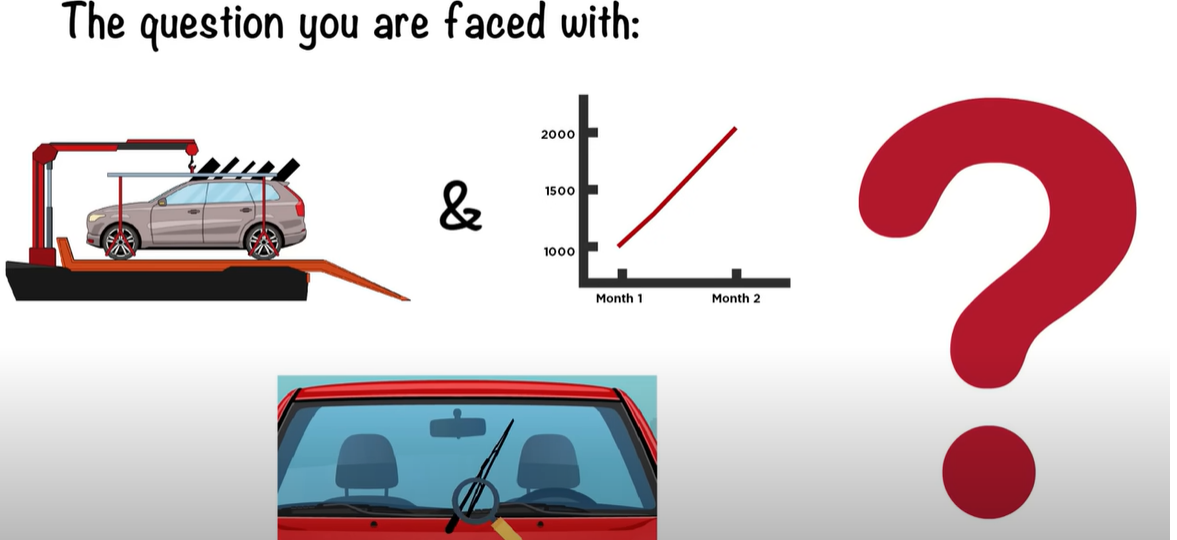 The question you are faced with:
&
2000
1500
1000
Month 1
Month 2
?